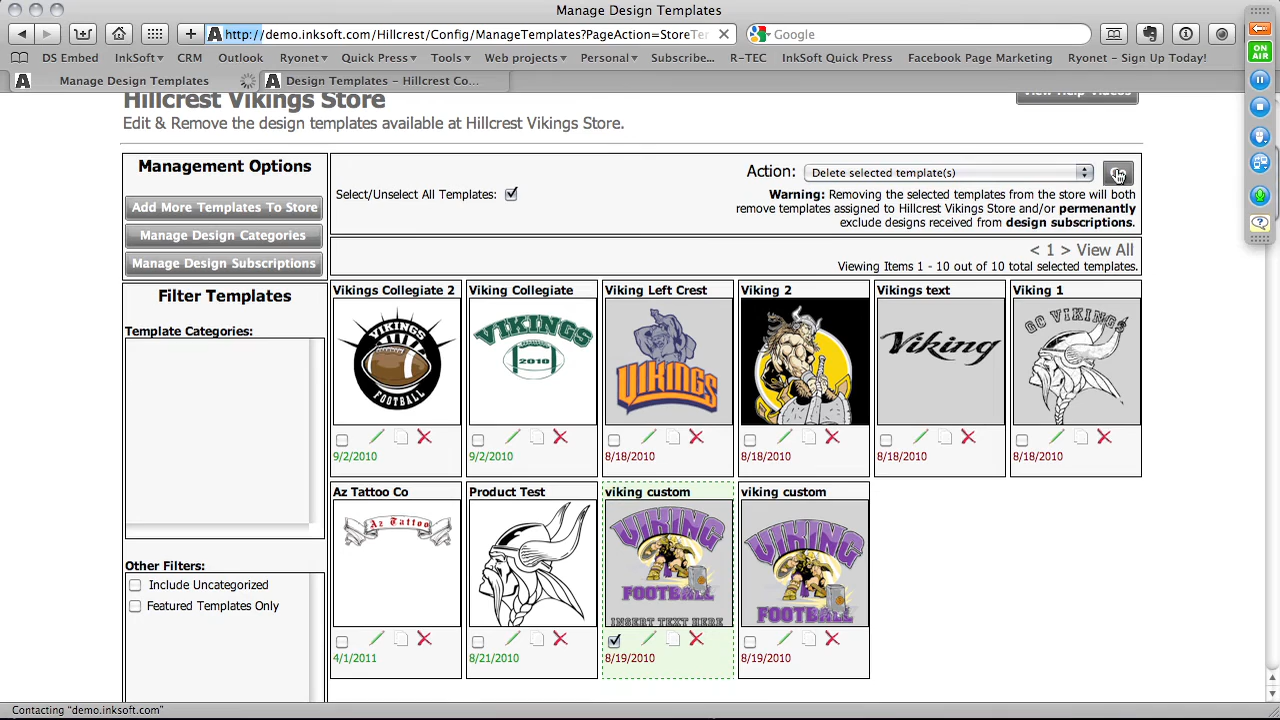 Manage Design Templates
http://demo.inksoft.com/Hillcrest/Config/ManageTemplates?PageAction=StoreTer
Google
DS Embed InkSoft CRM Outlook Ryonet Quick Press Tools Web projects Personal Subscribe... R-TEC InkSoft Quick Press Facebook Page Marketing Ryonet - Sign Up Today!
ON AIR
Manage Design Templates
Design Templates – Hillcrest Co...
Hillcrest Vikings Store
View Help Videos
Edit & Remove the design templates available at Hillcrest Vikings Store.
Management Options
Add More Templates To Store
Manage Design Categories
Manage Design Subscriptions
Action: Delete selected template(s)
Select/Unselect All Templates:
Warning: Removing the selected templates from the store will both
remove templates assigned to Hillcrest Vikings Store and/or permenantly
exclude designs received from design subscriptions.
< 1 > View All
Viewing Items 1 - 10 out of 10 total selected templates.
Filter Templates
Template Categories:
Other Filters:
Include Uncategorized
Featured Templates Only
Vikings Collegiate 2
VIKINGS
FOOTBALL
9/2/2010
Viking Collegiate
VIKINGS
2010
9/2/2010
Viking Left Crest
VIKINGS
8/18/2010
Viking 2
8/18/2010
Vikings text
Viking
8/18/2010
Viking 1
GC VIKINGS
8/18/2010
Az Tattoo Co
Az Tattoo
4/1/2011
Product Test
8/21/2010
viking custom
VIKING
FOOTBALL
INSERT TEXT HERE
8/19/2010
viking custom
VIKING
FOOTBALL
8/19/2010
Contacting "demo.inksoft.com"